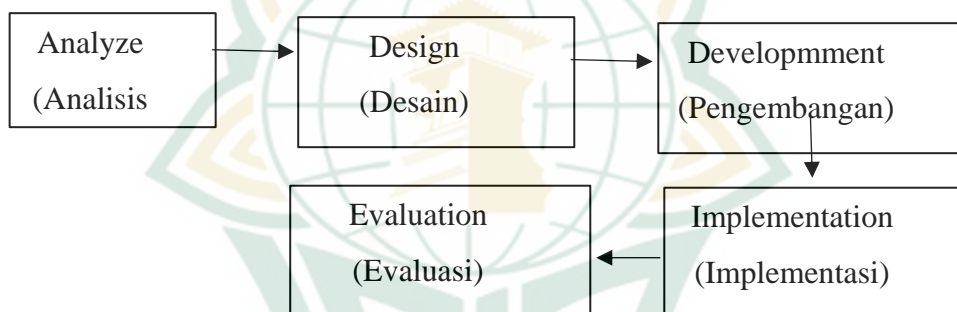 Analyze
(Analisis
Design
(Desain)
Developmment
(Pengembangan)
Evaluation
(Evaluasi)
Implementation
(Implementasi)